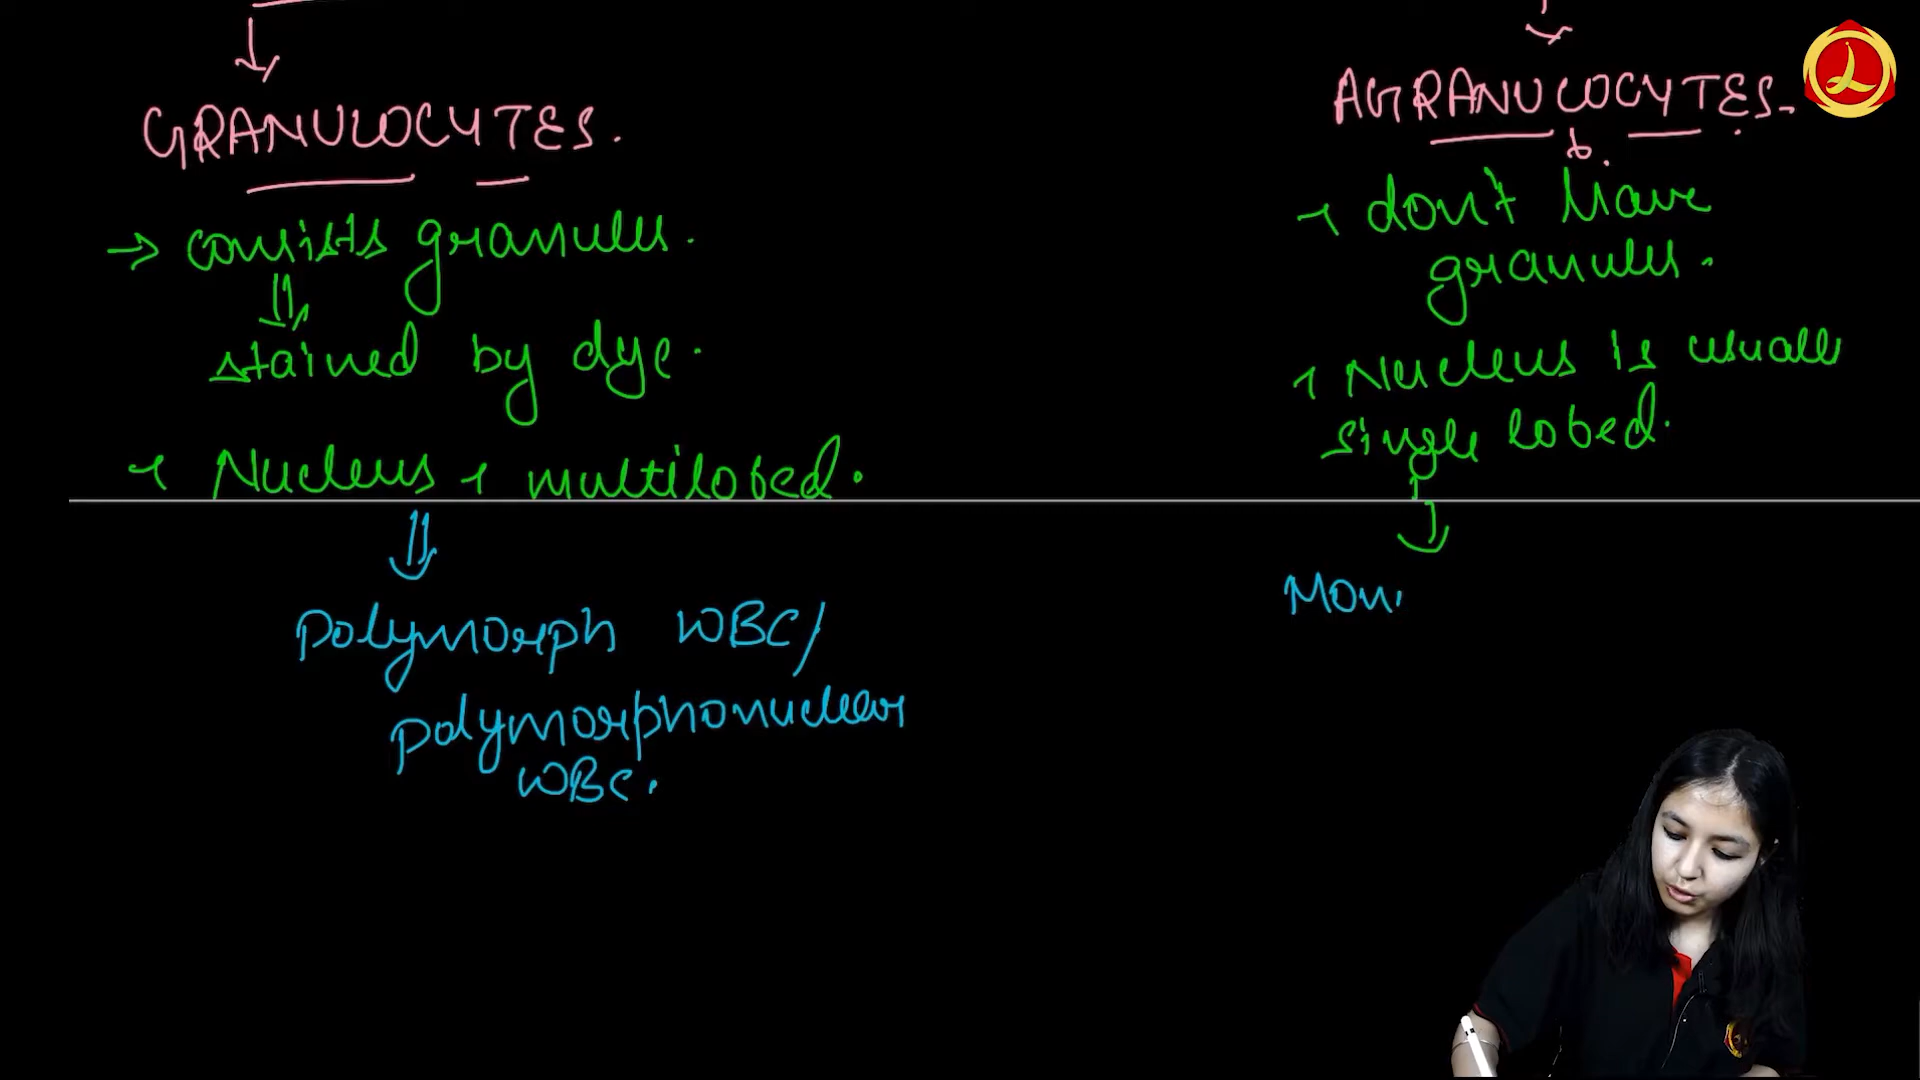 GRANULOCYTES.
→ consists granules.
stained by dye.
Nucleus → multilobed.
Polymorph WBC/
polymorphonuclear
WBC.
AGRANULOCYTES.
→ don't have
granules.
→ Nucleus is usually
single lobed.
Mon